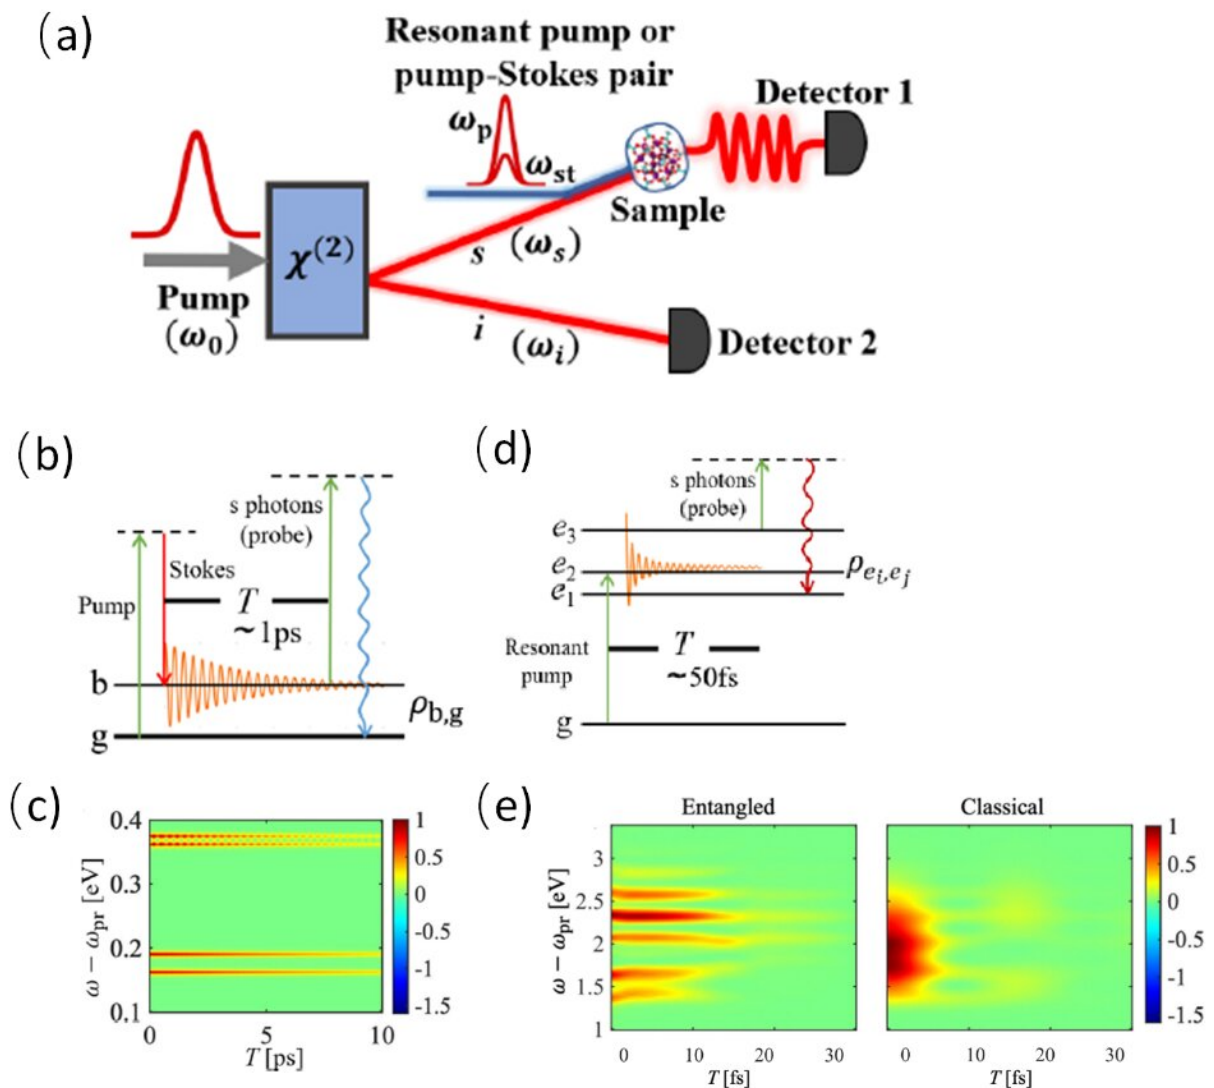 (a)
Resonant pump or
pump-Stokes pair
Detector 1
ωp
ωst
χ(2)
Sample
s (ωs)
Pump
(ω0)
i (ωi)
Detector 2
(b)
s photons
(probe)
Stokes
Pump
T
~1ps
b
ρb,g
g
(d)
s photons
(probe)
e3
e2
ρei,ej
e1
Resonant
pump
T
~50fs
g
(c)
0.4
0.3
0.2
0.1
ω − ωpr [eV]
0 5 10
T [ps]
1
0.5
0
-0.5
-1
-1.5
(e)
Entangled
Classical
3
2.5
2
1.5
1
ω − ωpr [eV]
0 10 20 30
T [fs]
0 10 20 30
T [fs]
1
0.5
0
-0.5
-1
-1.5